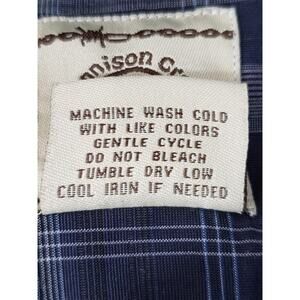 MACHINE WASH COLD
WITH LIKE COLORS
GENTLE CYCLE
DO NOT BLEACH
TUMBLE DRY LOW
COOL IRON IF NEEDED